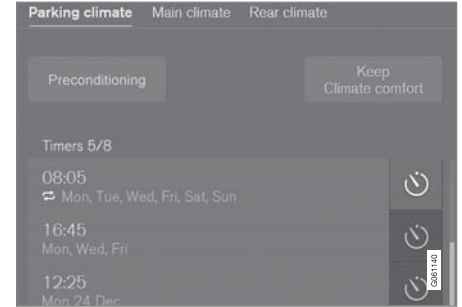 Parking climate Main climate Rear climate
Preconditioning
Keep
Climate comfort
Timers 5/8
08:05
Mon, Tue, Wed, Fri, Sat, Sun
16:45
Mon, Wed, Fri
12:25
Mon 24 Dec
G061140